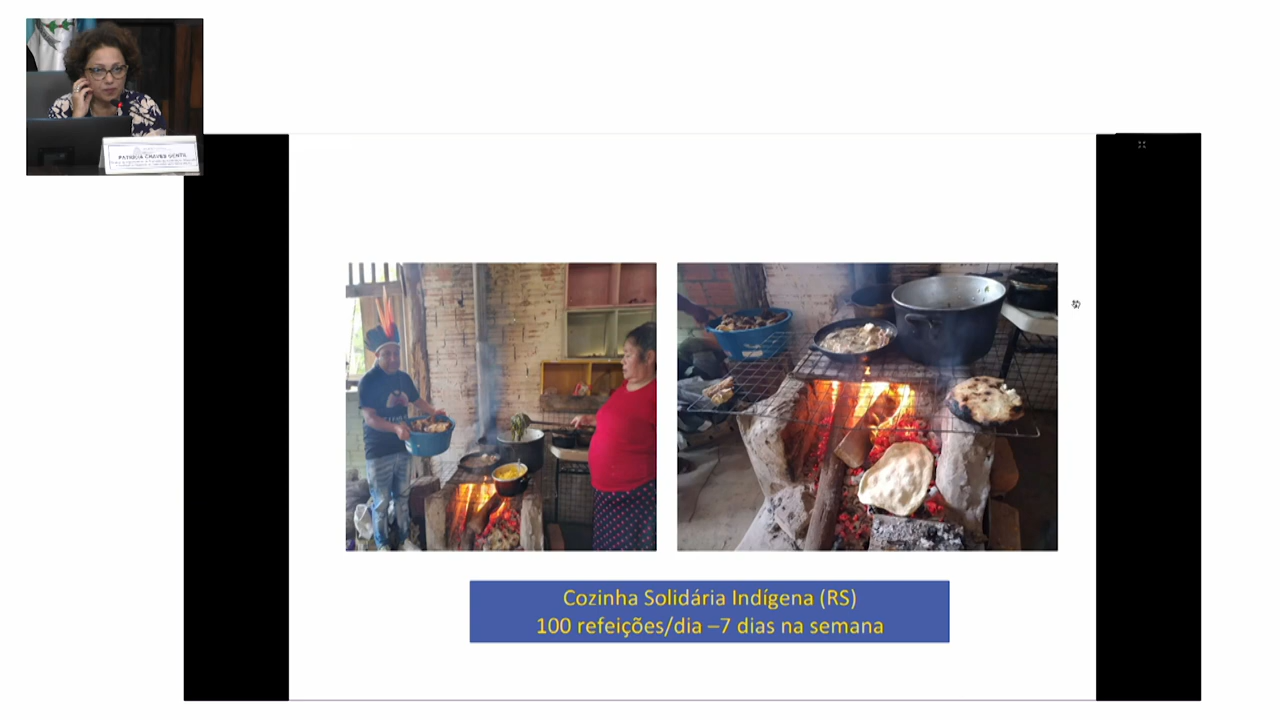 PATRICIA CHAVES GENTIL
Cozinha Solidária Indígena (RS)
100 refeições/dia –7 dias na semana